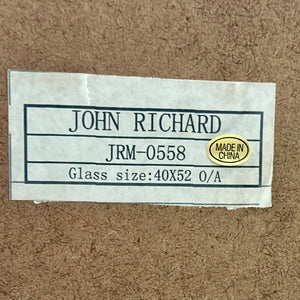 JOHN RICHARD
JRM-0558
MADE IN
CHINA
Glass size:40X52 O/A